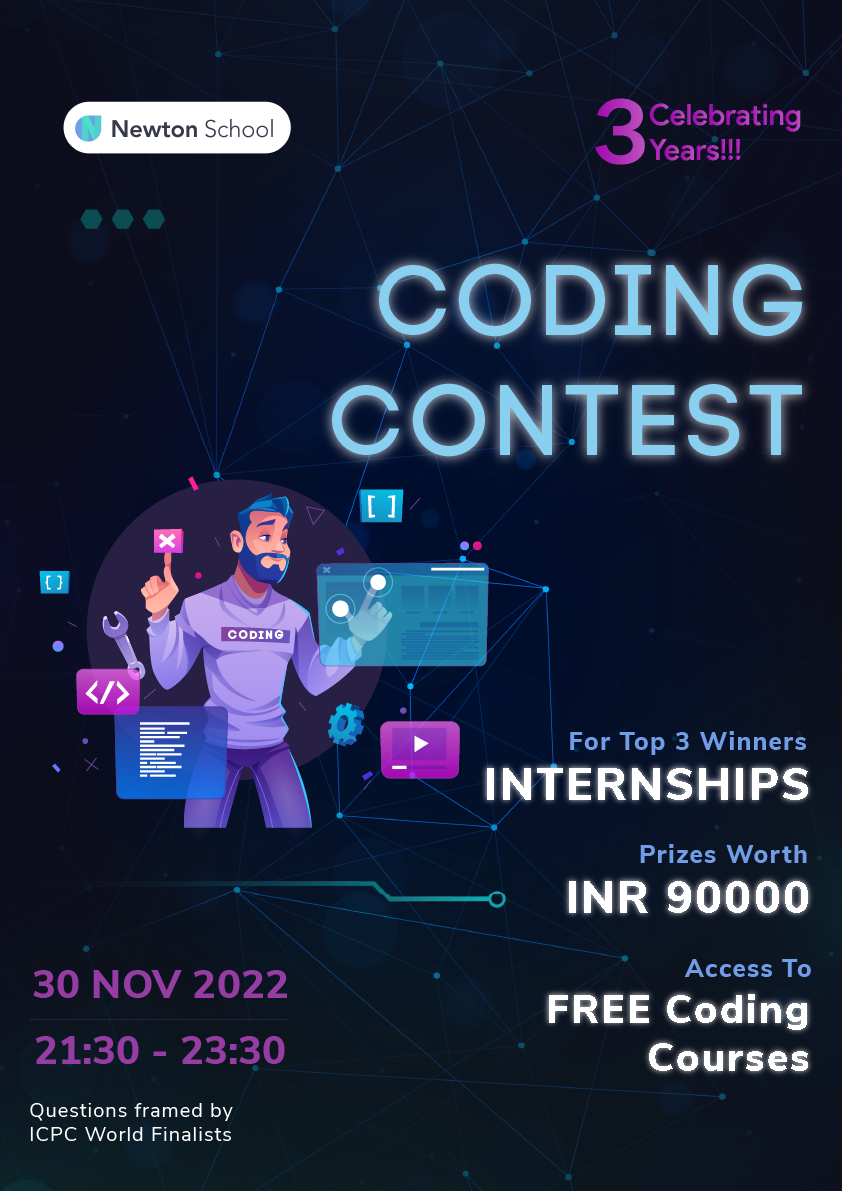 Newton School
3 Celebrating
Years!!!
CODING
CONTEST
[ ]
{ }
CODING
</>
For Top 3 Winners
INTERNSHIPS
Prizes Worth
INR 90000
Access To
FREE Coding
Courses
30 NOV 2022
21:30 - 23:30
Questions framed by
ICPC World Finalists